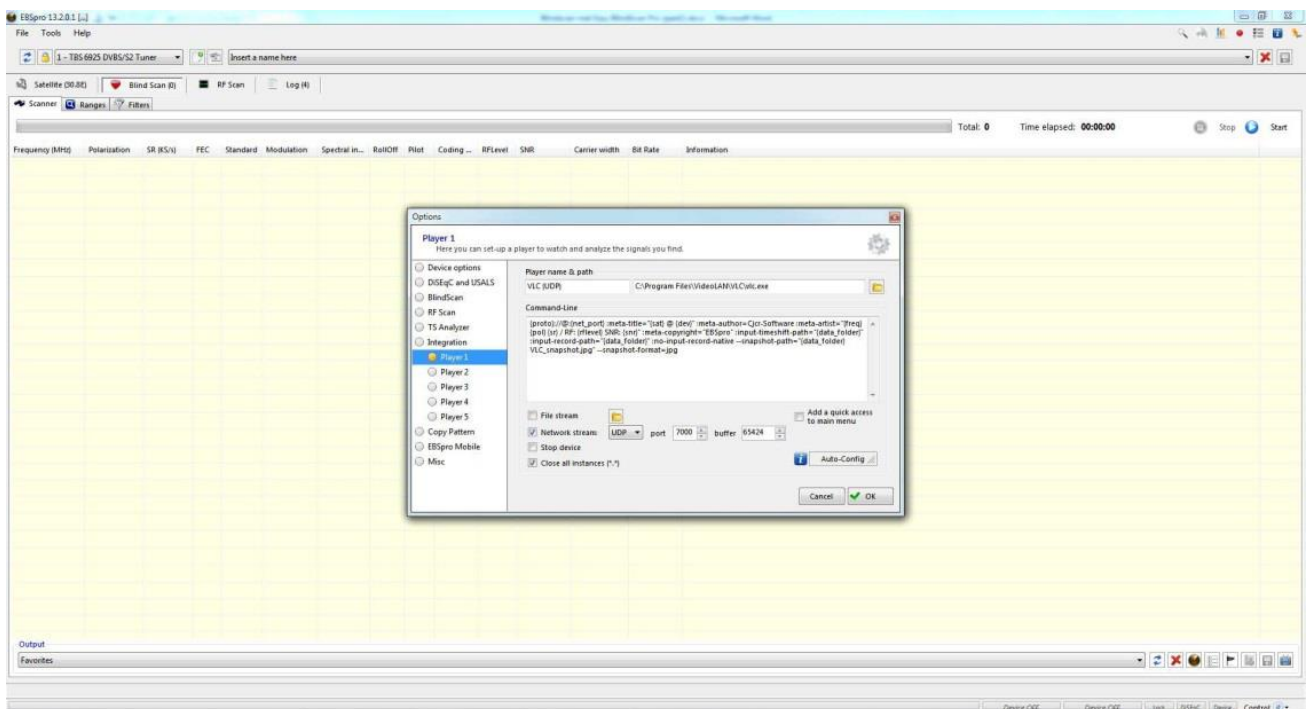 EBSpro 13.2.0.1 [...]
File Tools Help
1 - TBS 6925 DVBS/S2 Tuner Insert a name here
Satellite (30.8E) Blind Scan (0) RF Scan Log (4)
Scanner Ranges Filters
Total: 0 Time elapsed: 00:00:00 Stop Start
Frequency (MHz) Polarization SR (KS/s) FEC Standard Modulation Spectral in... RollOff Pilot Coding ... RFLevel SNR Carrier width Bit Rate Information
Options
Player 1
Here you can set-up a player to watch and analyze the signals you find.
Device options
DiSEqC and USALS
BlindScan
RF Scan
TS Analyzer
Integration
Player 1
Player 2
Player 3
Player 4
Player 5
Copy Pattern
EBSpro Mobile
Misc
Player name & path
VLC (UDP) C:\Program Files\VideoLAN\VLC\vlc.exe
Command-Line
{proto}://@:{net_port} :meta-title="{sat} @ {dev}" :meta-author=Cjcr-Software :meta-artist="{freq}
{pol} {sr} / RF: {rflevel} SNR: {snr}" :meta-copyright="EBSpro" :input-timeshift-path="{data_folder}"
:input-record-path="{data_folder}" :no-input-record-native --snapshot-path="{data_folder}
VLC_snapshot.jpg" --snapshot-format=jpg
File stream Add a quick access
to main menu
Network stream: UDP port 7000 buffer 65424
Stop device
Close all instances (*.*)
Auto-Config
Cancel OK
Output
Favorites
Device OFF Device OFF Lock DiSEqC Device Control